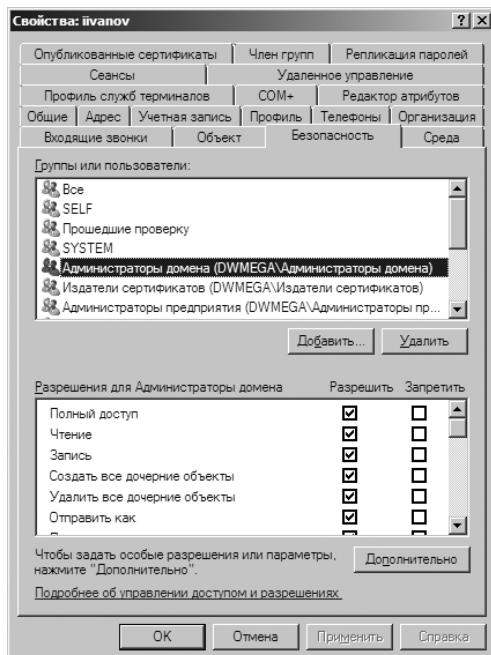 Свойства: iivanov
Опубликованные сертификаты Член групп Репликация паролей
Сеансы Удаленное управление
Профиль служб терминалов COM+ Редактор атрибутов
Общие Адрес Учетная запись Профиль Телефоны Организация
Входящие звонки Объект Безопасность Среда
Группы или пользователи:
Все
SELF
Прошедшие проверку
SYSTEM
Администраторы домена (DWMEGA\Администраторы домена)
Издатели сертификатов (DWMEGA\Издатели сертификатов)
Администраторы предприятия (DWMEGA\Администраторы пр...
Добавить... Удалить
Разрешения для Администраторы домена Разрешить Запретить
Полный доступ
Чтение
Запись
Создать все дочерние объекты
Удалить все дочерние объекты
Отправить как
Чтобы задать особые разрешения или параметры, нажмите "Дополнительно".
Дополнительно
Подробнее об управлении доступом и разрешениях
OK Отмена Применить Справка